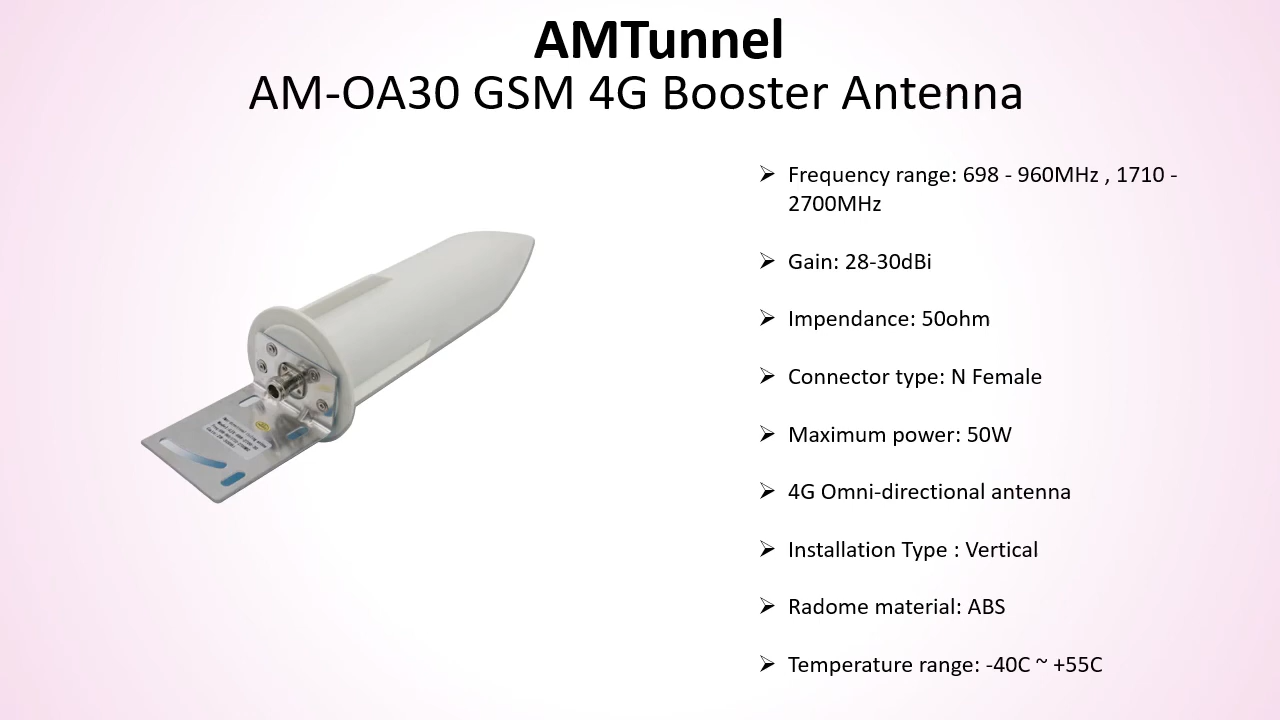 AMTunnel
AM-OA30 GSM 4G Booster Antenna
➢ Frequency range: 698 - 960MHz , 1710 -
2700MHz
➢ Gain: 28-30dBi
➢ Impendance: 50ohm
➢ Connector type: N Female
➢ Maximum power: 50W
➢ 4G Omni-directional antenna
➢ Installation Type : Vertical
➢ Radome material: ABS
➢ Temperature range: -40C ~ +55C